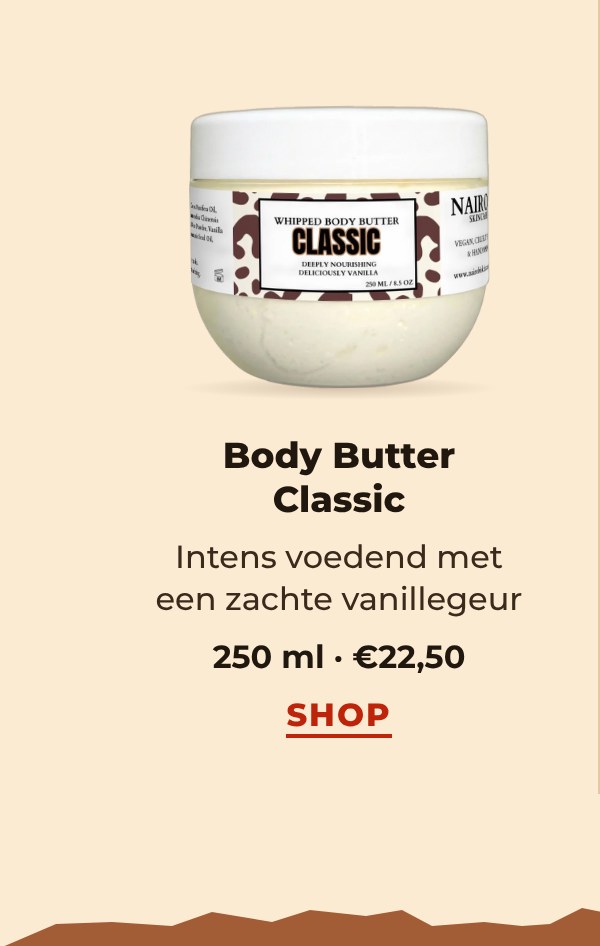 WHIPPED BODY BUTTER
CLASSIC
DEEPLY NOURISHING
DELICIOUSLY VANILLA
250 ML / 8.5 OZ
Body Butter
Classic
Intens voedend met
een zachte vanillegeur
250 ml · €22,50
SHOP